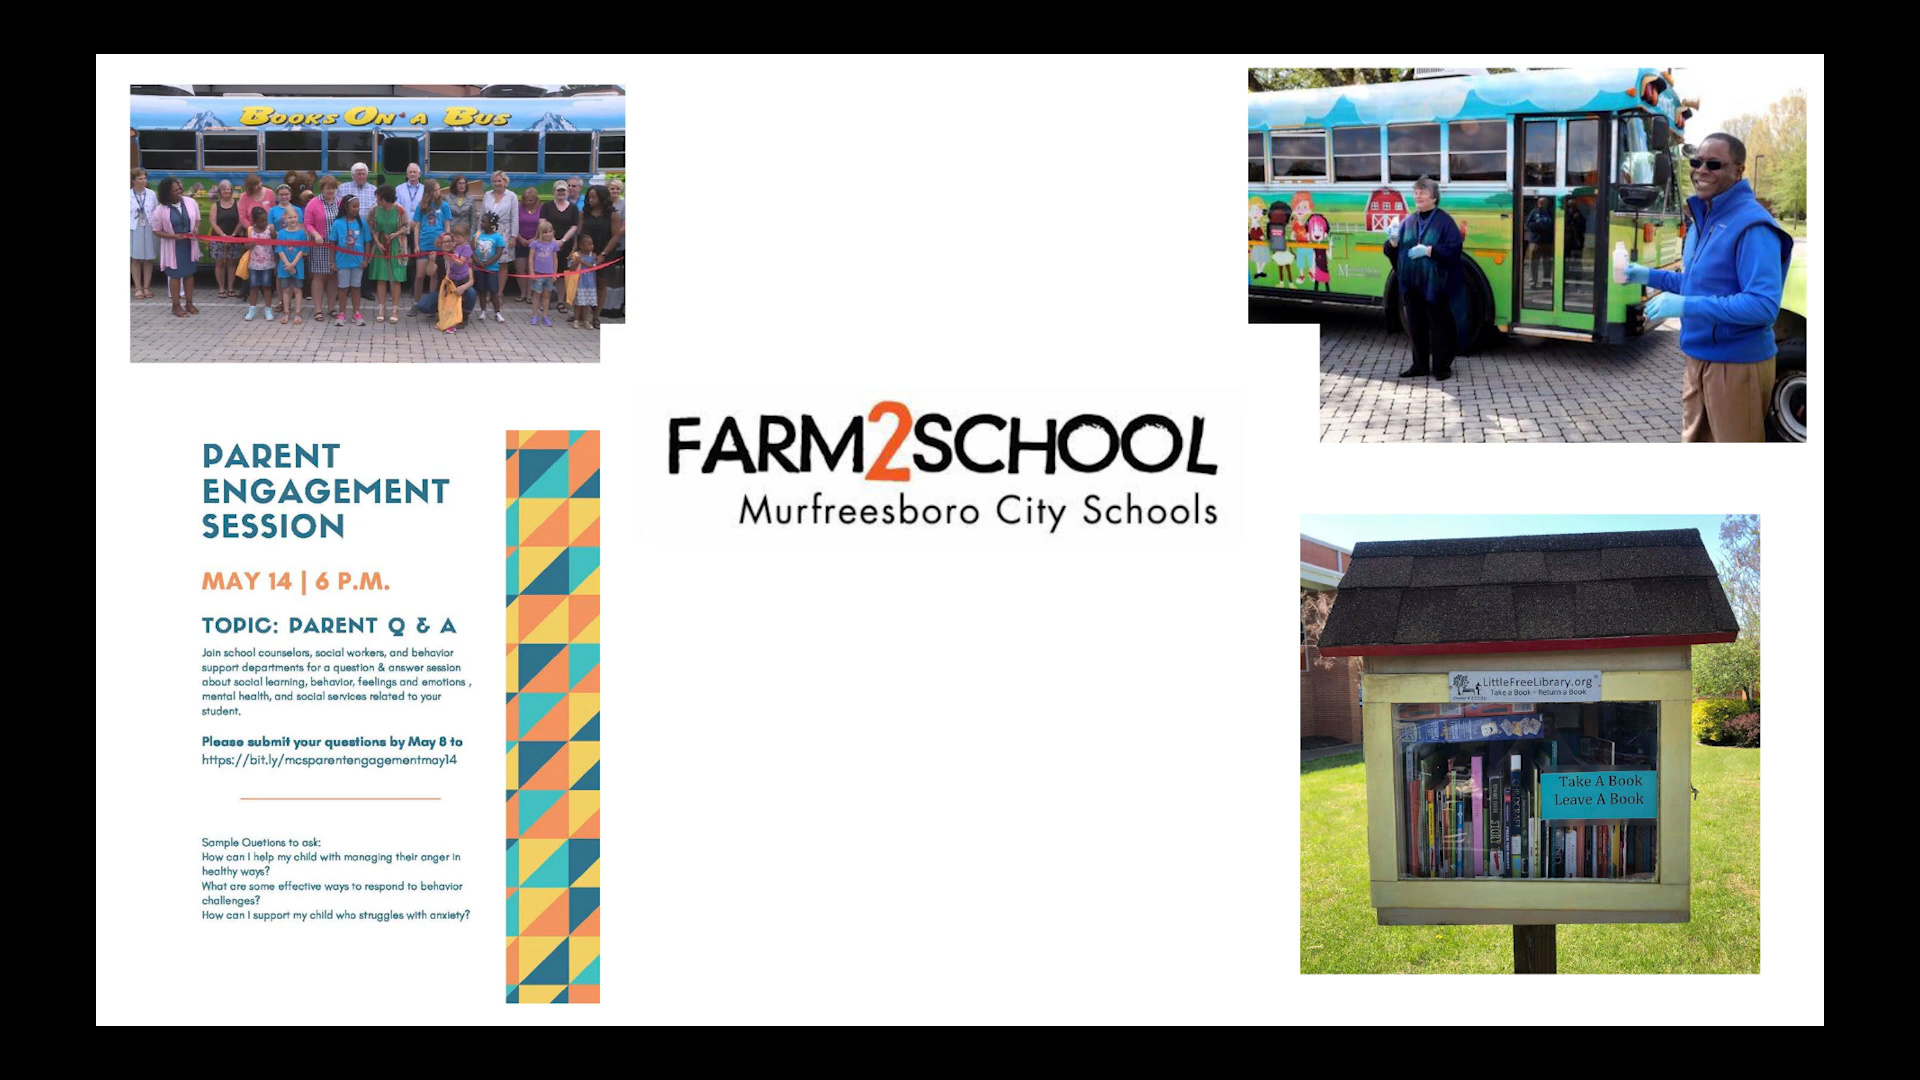 BOOKS ON A BUS
PARENT
ENGAGEMENT
SESSION
MAY 14 | 6 P.M.
TOPIC: PARENT Q & A
Join school counselors, social workers, and behavior
support departments for a question & answer session
about social learning, behavior, feelings and emotions ,
mental health, and social services related to your
student.
Please submit your questions by May 8 to
https://bit.ly/mcsparentengagementmay14
Sample Quetions to ask:
How can I help my child with managing their anger in
healthy ways?
What are some effective ways to respond to behavior
challenges?
How can I support my child who struggles with anxiety?
FARM2SCHOOL
Murfreesboro City Schools
LittleFreeLibrary.org
Take a Book • Return a Book
Take A Book
Leave A Book
STORY